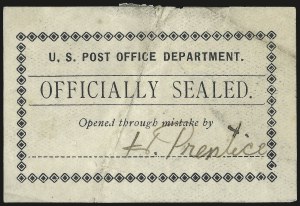 U. S. POST OFFICE DEPARTMENT.
OFFICIALLY SEALED.
Opened through mistake by
Prentice